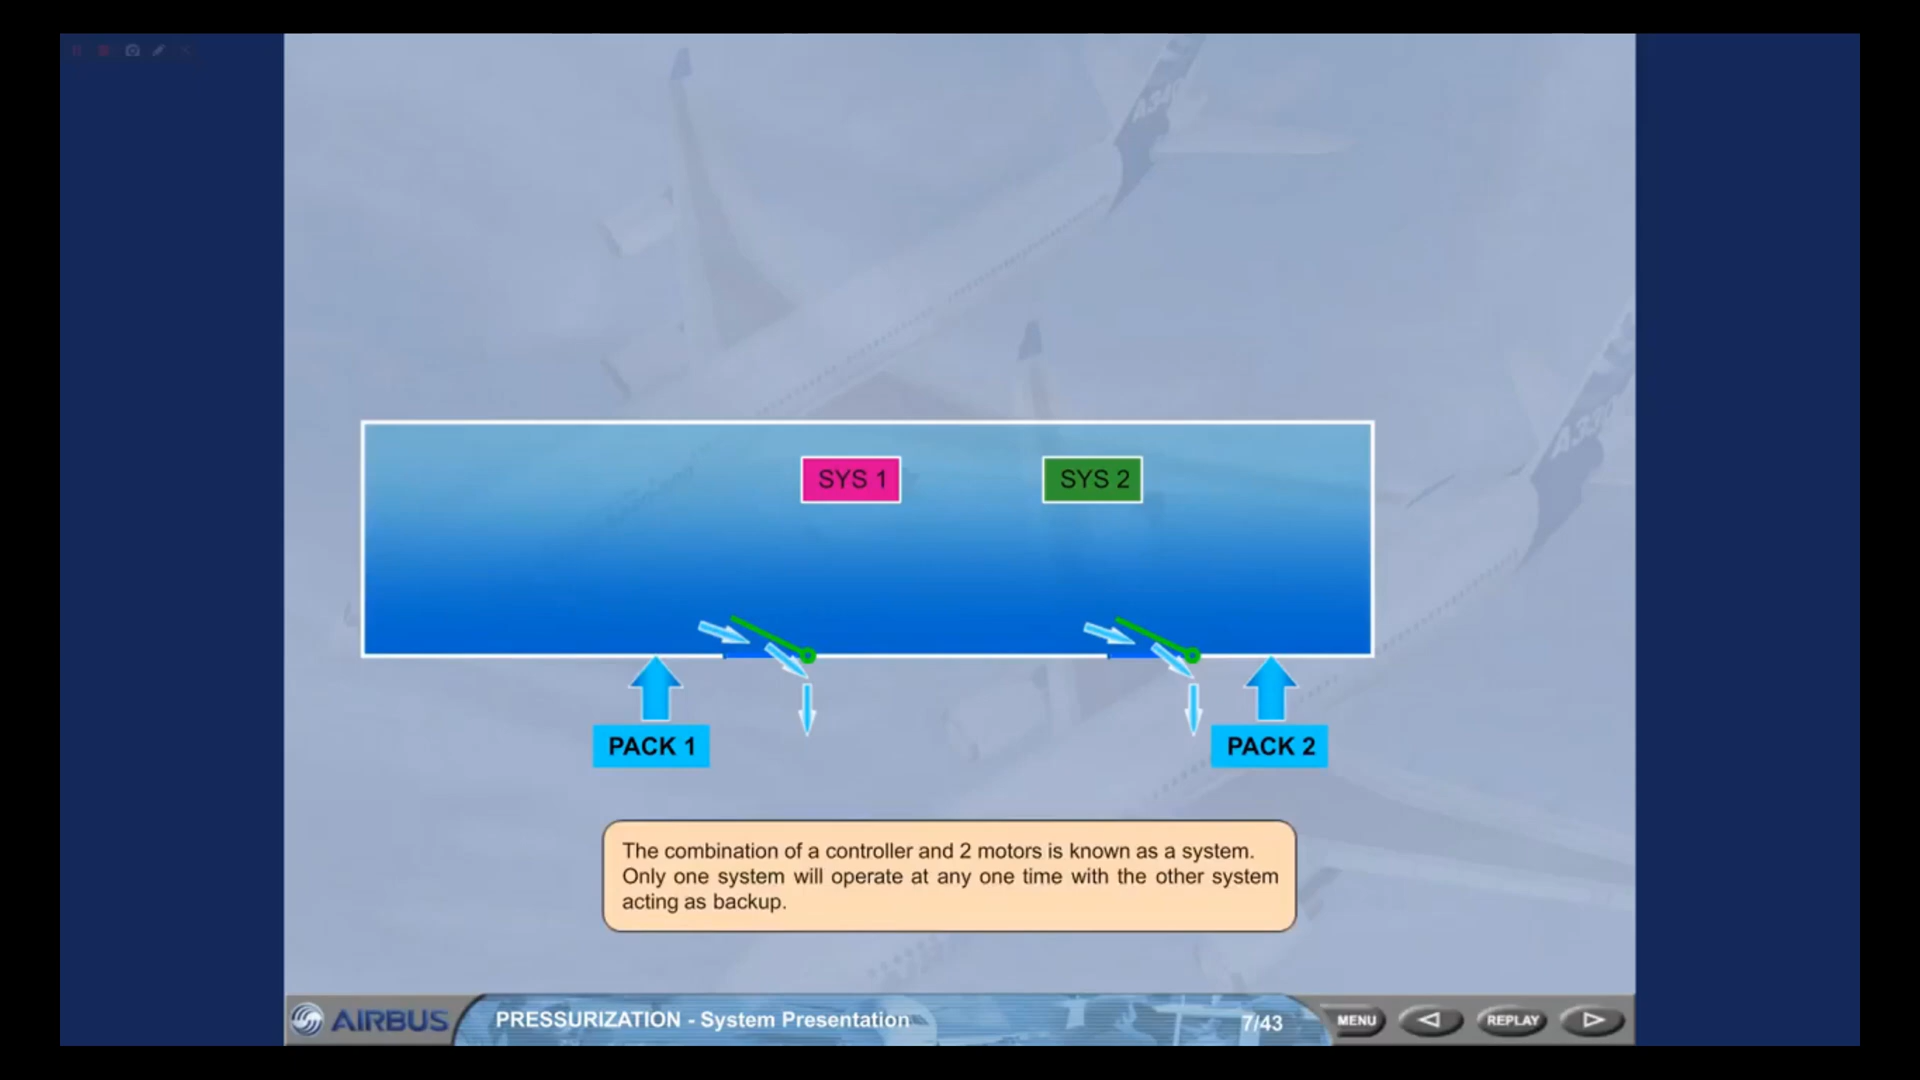 SYS 1
SYS 2
PACK 1
PACK 2
The combination of a controller and 2 motors is known as a system.
Only one system will operate at any one time with the other system
acting as backup.
AIRBUS
PRESSURIZATION - System Presentation
7/43
MENU
REPLAY